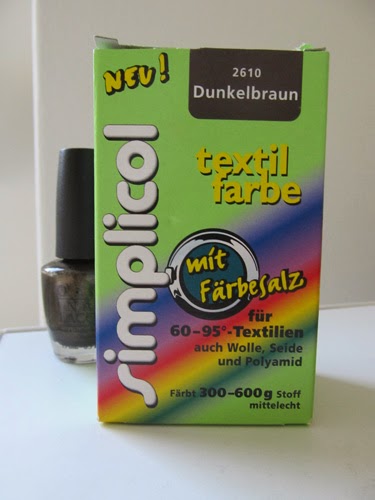 NEU!
2610
Dunkelbraun
simplicol
textil
farbe
mit
Färbesalz
für
60-95°-Textilien
auch Wolle, Seide
und Polyamid
Färbt 300-600g Stoff
mittelecht